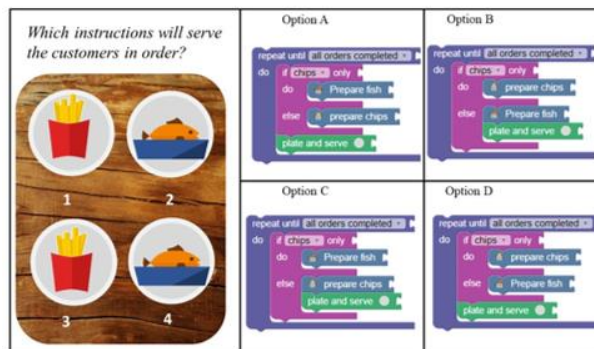 Which instructions will serve
the customers in order?
1
2
3
4
Option A
repeat until all orders completed
do if chips only
do Prepare fish
else prepare chips
plate and serve
Option B
repeat until all orders completed
do if chips only
do prepare chips
else Prepare fish
plate and serve
Option C
repeat until all orders completed
do if chips only
do Prepare fish
else prepare chips
plate and serve
Option D
repeat until all orders completed
do if chips only
do prepare chips
else Prepare fish
plate and serve